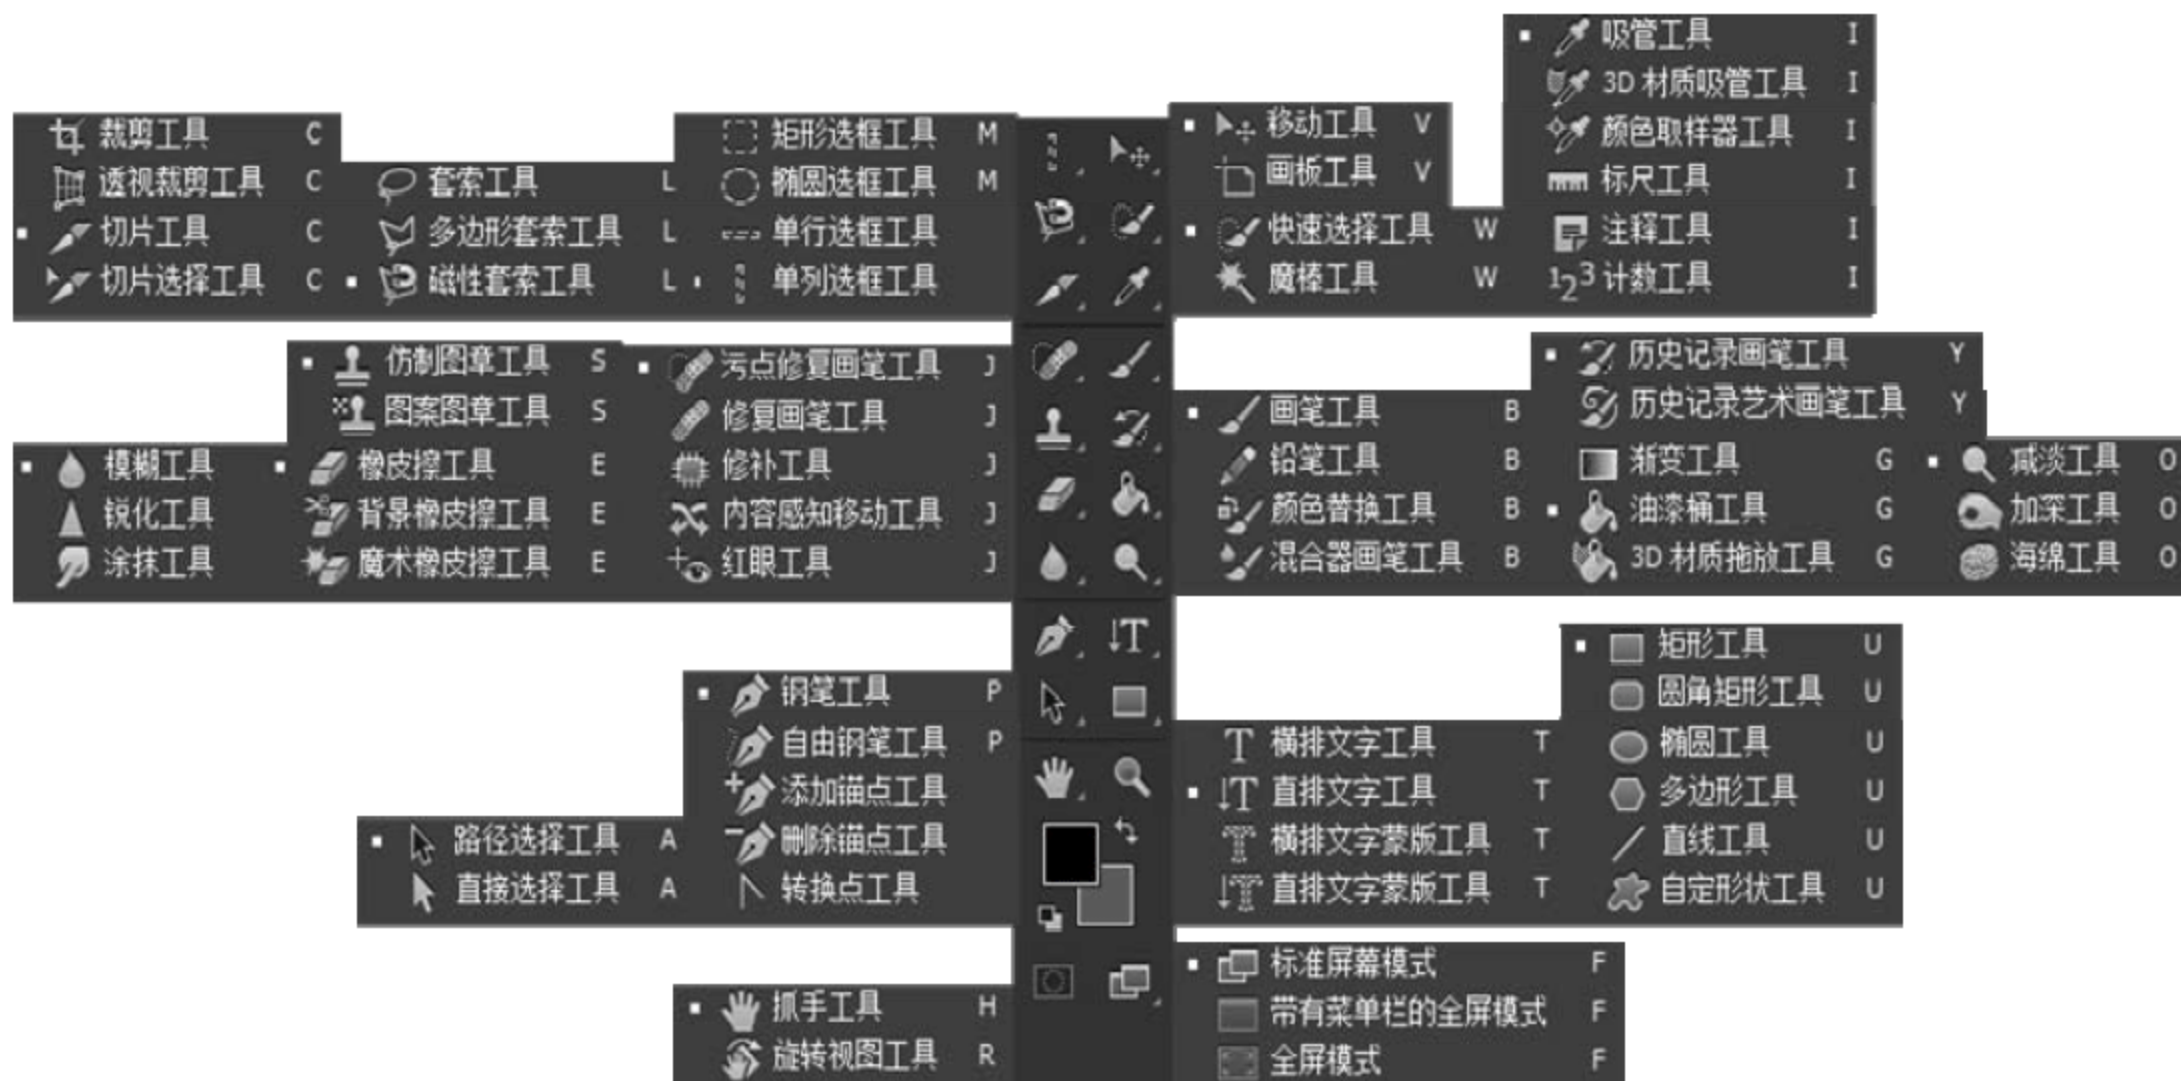 裁剪工具 C
透视裁剪工具 C
切片工具 C
切片选择工具 C
套索工具 L
多边形套索工具 L
磁性套索工具 L
矩形选框工具 M
椭圆选框工具 M
单行选框工具
单列选框工具
移动工具 V
画板工具 V
快速选择工具 W
魔棒工具 W
吸管工具 I
3D 材质吸管工具 I
颜色取样器工具 I
标尺工具 I
注释工具 I
123 计数工具 I
模糊工具
锐化工具
涂抹工具
仿制图章工具 S
图案图章工具 S
橡皮擦工具 E
背景橡皮擦工具 E
魔术橡皮擦工具 E
污点修复画笔工具 J
修复画笔工具 J
修补工具 J
内容感知移动工具 J
红眼工具 J
画笔工具 B
铅笔工具 B
颜色替换工具 B
混合器画笔工具 B
历史记录画笔工具 Y
历史记录艺术画笔工具 Y
渐变工具 G
油漆桶工具 G
3D 材质拖放工具 G
减淡工具 O
加深工具 O
海绵工具 O
路径选择工具 A
直接选择工具 A
钢笔工具 P
自由钢笔工具 P
添加锚点工具
删除锚点工具
转换点工具
横排文字工具 T
直排文字工具 T
横排文字蒙版工具 T
直排文字蒙版工具 T
矩形工具 U
圆角矩形工具 U
椭圆工具 U
多边形工具 U
直线工具 U
自定形状工具 U
抓手工具 H
旋转视图工具 R
标准屏幕模式 F
带有菜单栏的全屏模式 F
全屏模式 F